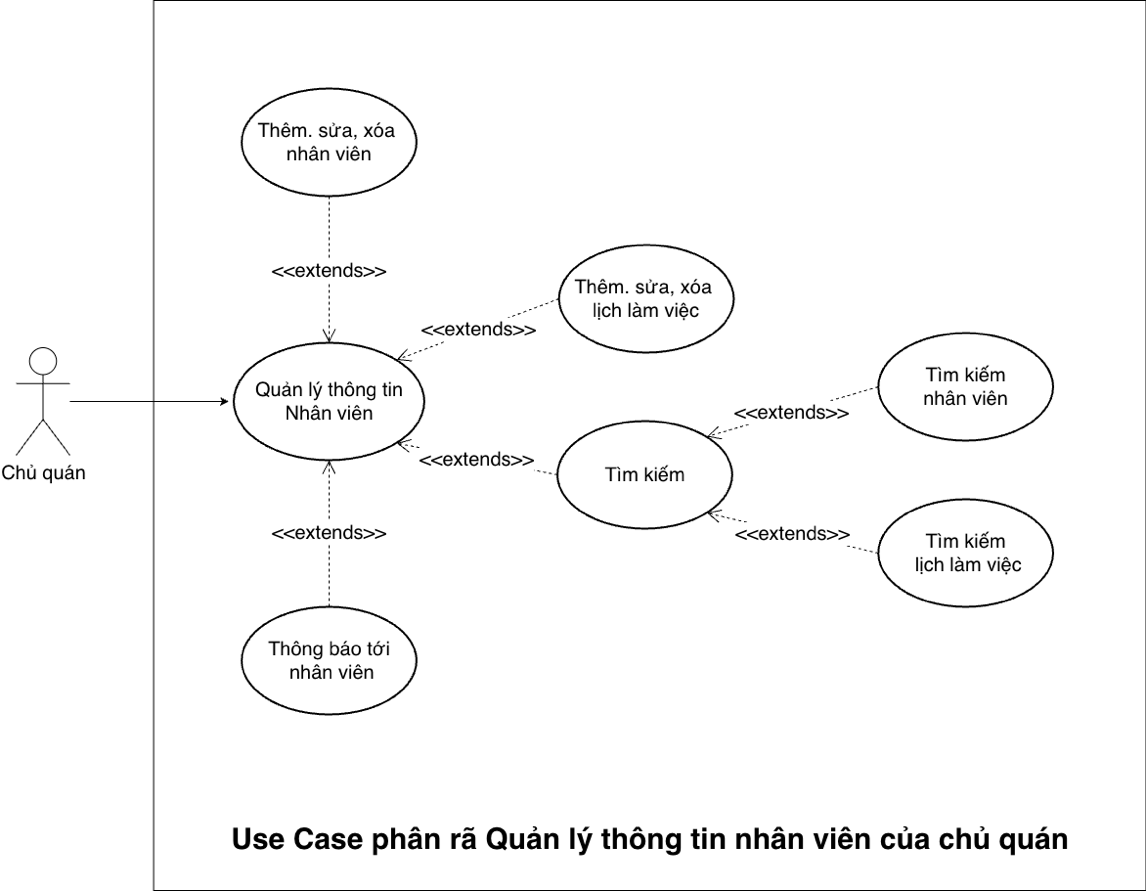 Thêm. sửa, xóa
nhân viên
<<extends>>
Thêm. sửa, xóa
lịch làm việc
<<extends>>
Chủ quán
Quản lý thông tin
Nhân viên
Tìm kiếm
nhân viên
<<extends>>
<<extends>>
Tìm kiếm
<<extends>>
Tìm kiếm
lịch làm việc
<<extends>>
Thông báo tới
nhân viên
Use Case phân rã Quản lý thông tin nhân viên của chủ quán